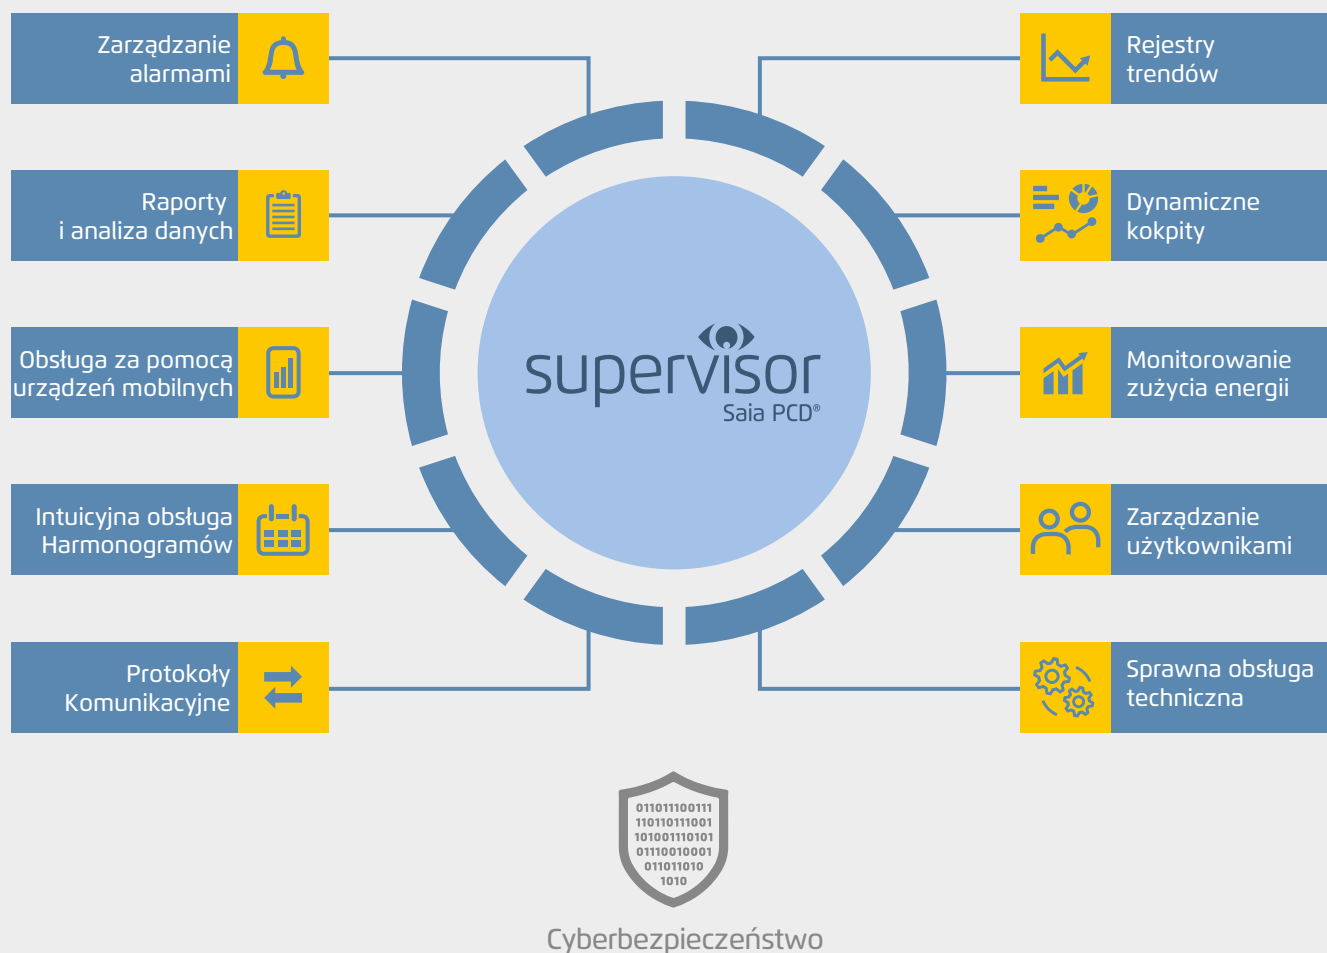 Zarządzanie
alarmami
Raporty
i analiza danych
Obsługa za pomocą
urządzeń mobilnych
Intuicyjna obsługa
Harmonogramów
Protokoły
Komunikacyjne
supervisor
Saia PCD®
Rejestry
trendów
Dynamiczne
kokpity
Monitorowanie
zużycia energii
Zarządzanie
użytkownikami
Sprawna obsługa
techniczna
011011100111
110110111001
101001110101
01110010001
011011010
1010
Cyberbezpieczeństwo